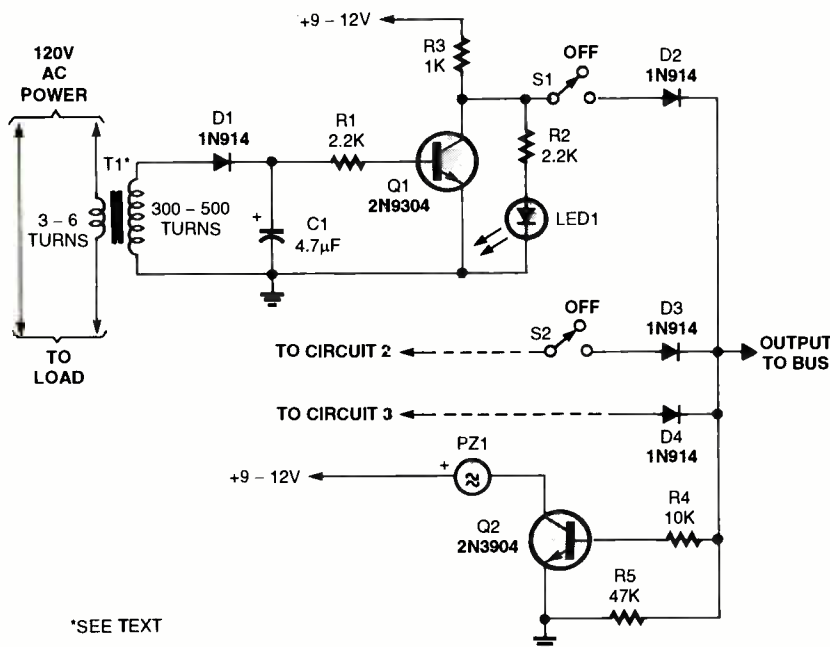 +9 – 12V
R3
1K
OFF
S1
D2
1N914
120V
AC
POWER
D1
1N914
R1
2.2K
R2
2.2K
T1*
Q1
2N9304
3 – 6
TURNS
300 – 500
TURNS
+
C1
4.7µF
LED1
OFF
S2
D3
1N914
TO
LOAD
TO CIRCUIT 2
OUTPUT
TO BUS
TO CIRCUIT 3
D4
1N914
PZ1
+9 – 12V
+
R4
10K
Q2
2N3904
R5
47K
*SEE TEXT